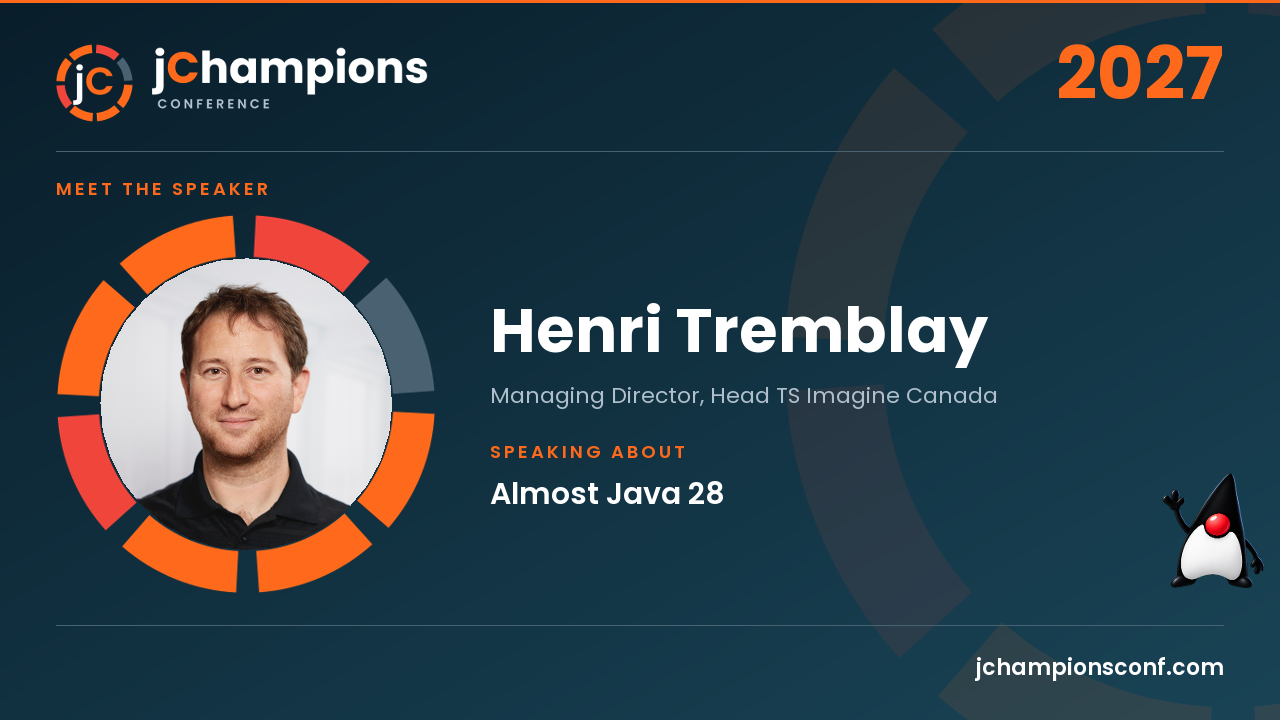 jC jChampions
CONFERENCE
2027
MEET THE SPEAKER
Henri Tremblay
Managing Director, Head TS Imagine Canada
SPEAKING ABOUT
Almost Java 28
jchampionsconf.com